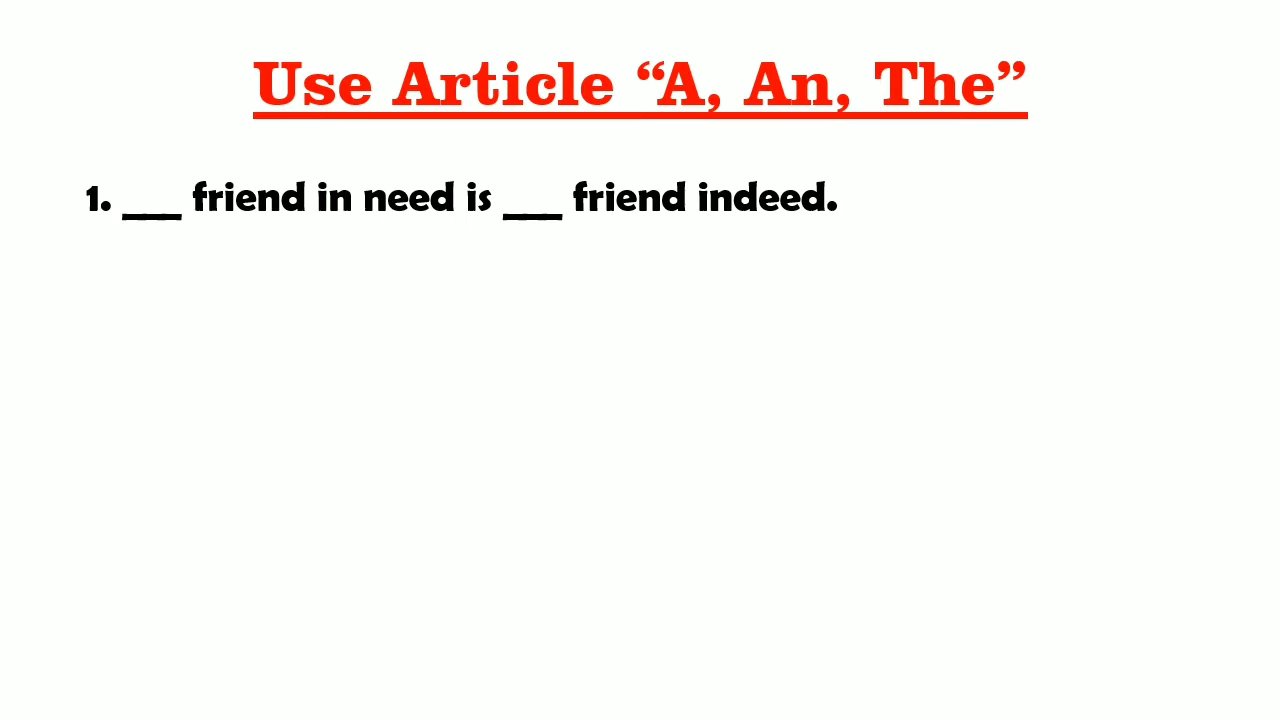 Use Article “A, An, The”
1. ___ friend in need is ___ friend indeed.